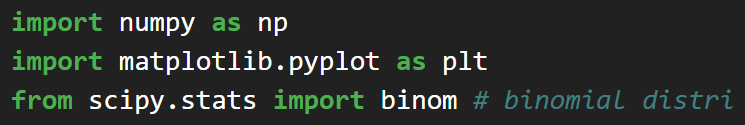 import numpy as np
import matplotlib.pyplot as plt
from scipy.stats import binom # binomial distri